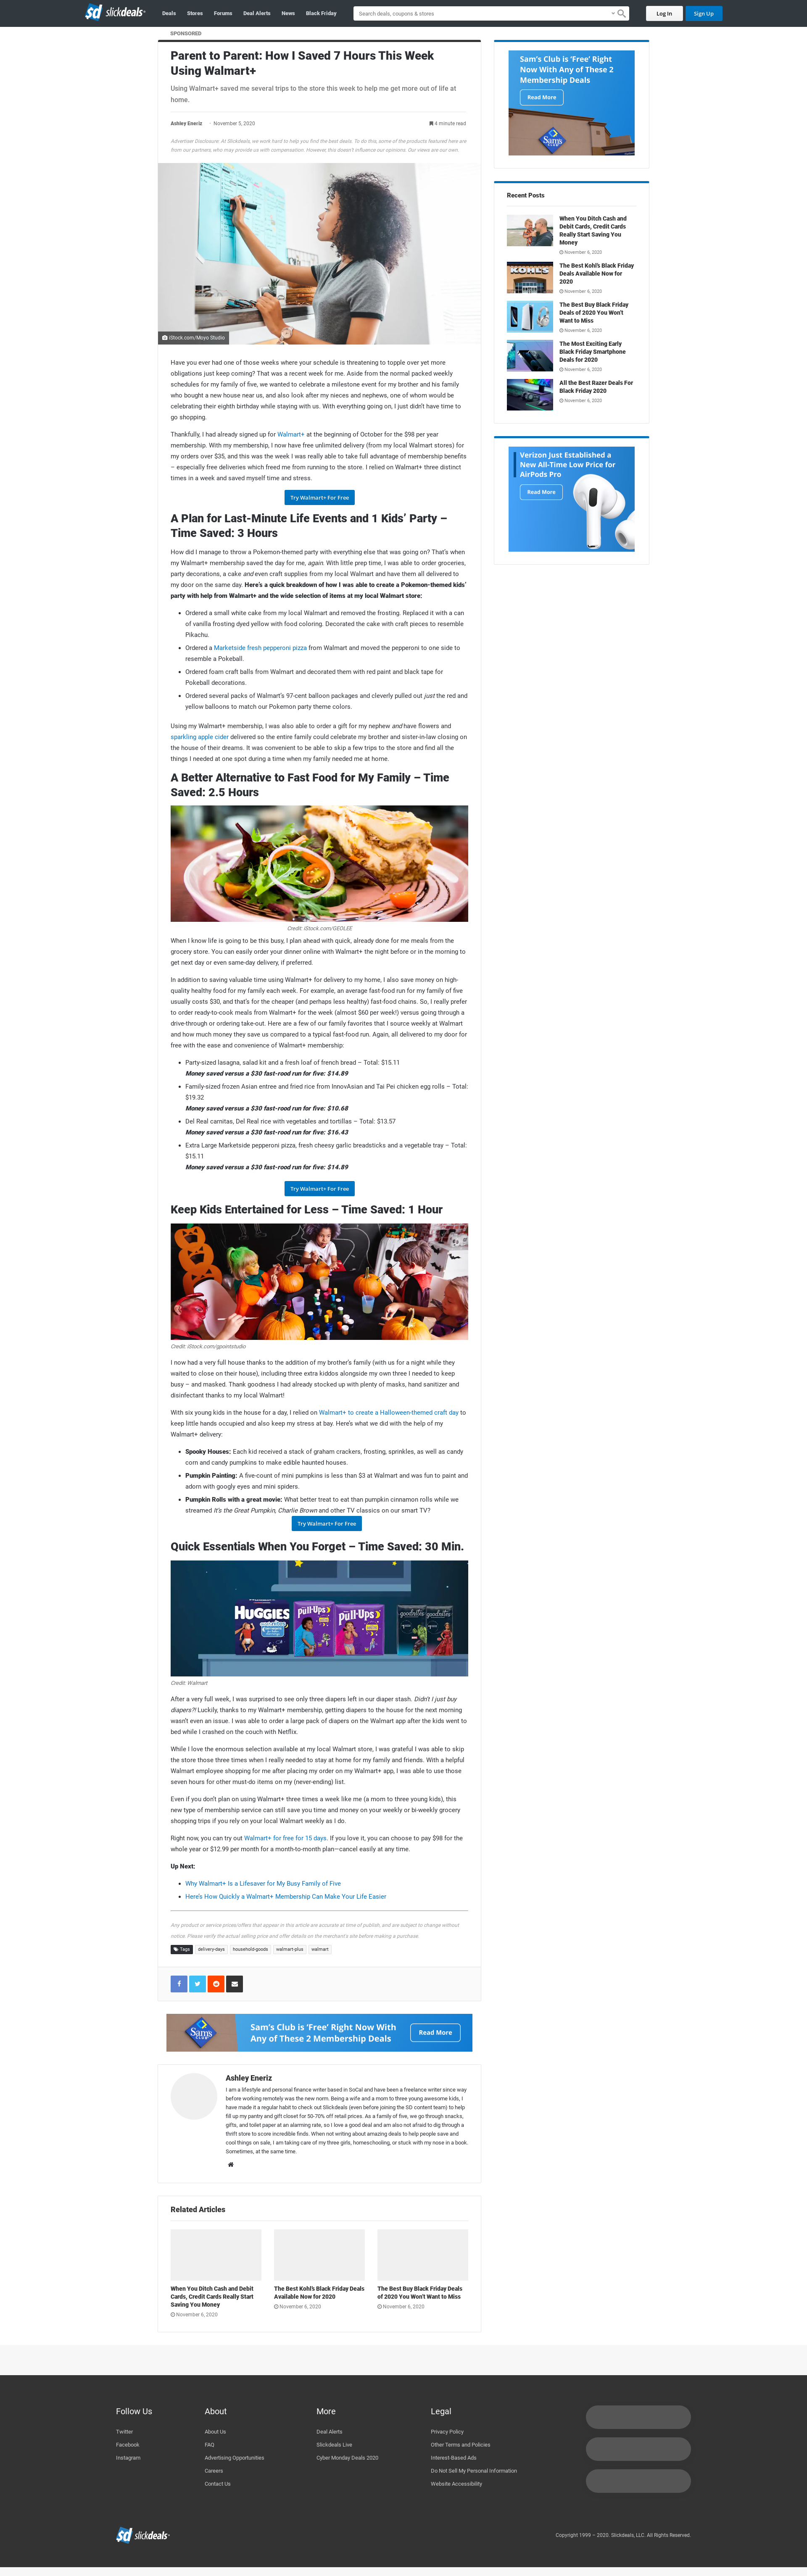 sd slickdeals
Deals
Stores
Forums
Deal Alerts
News
Black Friday
Search deals, coupons & stores
Log In
Sign Up
SPONSORED
Parent to Parent: How I Saved 7 Hours This Week
Using Walmart+
Using Walmart+ saved me several trips to the store this week to help me get more out of life at
home.
Ashley Eneriz - November 5, 2020
4 minute read
Advertiser Disclosure: At Slickdeals, we work hard to help you find the best deals. To do this, some of the products featured here are
from our partners who may provide us with compensation. However, this doesn't influence our opinions. Our views are our own.
iStock.com/Moyo Studio
Have you ever had one of those weeks where your schedule is threatening to topple over yet more
obligations just keep coming? That was a recent week for me. Aside from the normal packed weekly
schedules for my family of five, we wanted to celebrate a milestone event for my brother and his family
who bought a new house near us, and also look after my nieces and nephews, one of whom would be
celebrating their eighth birthday while staying with us. With everything going on, I just didn't have time to
go shopping.
Thankfully, I had already signed up for Walmart+ at the beginning of October for the $98 per year
membership. With my membership, I now have free unlimited delivery (from my local Walmart stores) for
my orders over $35, and this was the week I was really able to take full advantage of membership benefits
– especially free deliveries which freed me from running to the store. I relied on Walmart+ three distinct
times in a week and saved myself time and stress.
Try Walmart+ For Free
A Plan for Last-Minute Life Events and 1 Kids' Party –
Time Saved: 3 Hours
How did I manage to throw a Pokemon-themed party with everything else that was going on? That's when
my Walmart+ membership saved the day for me, again. With little prep time, I was able to order groceries,
party decorations, a cake and even craft supplies from my local Walmart and have them all delivered to
my door on the same day. Here's a quick breakdown of how I was able to create a Pokemon-themed kids'
party with help from Walmart+ and the wide selection of items at my local Walmart store:
Ordered a small white cake from my local Walmart and removed the frosting. Replaced it with a can
of vanilla frosting dyed yellow with food coloring. Decorated the cake with craft pieces to resemble
Pikachu.
Ordered a Marketside fresh pepperoni pizza from Walmart and moved the pepperoni to one side to
resemble a Pokeball.
Ordered foam craft balls from Walmart and decorated them with red paint and black tape for
Pokeball decorations.
Ordered several packs of Walmart's 97-cent balloon packages and cleverly pulled out just the red and
yellow balloons to match our Pokemon party theme colors.
Using my Walmart+ membership, I was also able to order a gift for my nephew and have flowers and
sparkling apple cider delivered so the entire family could celebrate my brother and sister-in-law closing on
the house of their dreams. It was convenient to be able to skip a few trips to the store and find all the
things I needed at one spot during a time when my family needed me at home.
A Better Alternative to Fast Food for My Family – Time
Saved: 2.5 Hours
Credit: iStock.com/GEOLEE
When I know life is going to be this busy, I plan ahead with quick, already done for me meals from the
grocery store. You can easily order your dinner online with Walmart+ the night before or in the morning to
get next day or even same-day delivery, if preferred.
In addition to saving valuable time using Walmart+ for delivery to my home, I also save money on high-
quality healthy food for my family each week. For example, an average fast-food run for my family of five
usually costs $30, and that's for the cheaper (and perhaps less healthy) fast-food chains. So, I really prefer
to order ready-to-cook meals from Walmart+ for the week (almost $60 per week!) versus going through a
drive-through or ordering take-out. Here are a few of our family favorites that I source weekly at Walmart
and how much money they save us compared to a typical fast-food run. Again, all delivered to my door for
free with the ease and convenience of Walmart+ membership:
Party-sized lasagna, salad kit and a fresh loaf of french bread – Total: $15.11
Money saved versus a $30 fast-rood run for five: $14.89
Family-sized frozen Asian entree and fried rice from InnovAsian and Tai Pei chicken egg rolls – Total:
$19.32
Money saved versus a $30 fast-rood run for five: $10.68
Del Real carnitas, Del Real rice with vegetables and tortillas – Total: $13.57
Money saved versus a $30 fast-rood run for five: $16.43
Extra Large Marketside pepperoni pizza, fresh cheesy garlic breadsticks and a vegetable tray – Total:
$15.11
Money saved versus a $30 fast-rood run for five: $14.89
Try Walmart+ For Free
Keep Kids Entertained for Less – Time Saved: 1 Hour
Credit: iStock.com/gpointstudio
I now had a very full house thanks to the addition of my brother's family (with us for a night while they
waited to close on their house), including three extra kiddos alongside my own three I needed to keep
busy – and masked. Thank goodness I had already stocked up with plenty of masks, hand sanitizer and
disinfectant thanks to my local Walmart!
With six young kids in the house for a day, I relied on Walmart+ to create a Halloween-themed craft day to
keep little hands occupied and also keep my stress at bay. Here's what we did with the help of my
Walmart+ delivery:
Spooky Houses: Each kid received a stack of graham crackers, frosting, sprinkles, as well as candy
corn and candy pumpkins to make edible haunted houses.
Pumpkin Painting: A five-count of mini pumpkins is less than $3 at Walmart and was fun to paint and
adorn with googly eyes and mini spiders.
Pumpkin Rolls with a great movie: What better treat to eat than pumpkin cinnamon rolls while we
streamed It's the Great Pumpkin, Charlie Brown and other TV classics on our smart TV?
Try Walmart+ For Free
Quick Essentials When You Forget – Time Saved: 30 Min.
HUGGIES
Pull-Ups
Pull-Ups
goodnites
goodnites
Credit: Walmart
After a very full week, I was surprised to see only three diapers left in our diaper stash. Didn't I just buy
diapers?! Luckily, thanks to my Walmart+ membership, getting diapers to the house for the next morning
wasn't even an issue. I was able to order a large pack of diapers on the Walmart app after the kids went to
bed while I crashed on the couch with Netflix.
While I love the enormous selection available at my local Walmart store, I was grateful I was able to skip
the store those three times when I really needed to stay at home for my family and friends. With a helpful
Walmart employee shopping for me after placing my order on my Walmart+ app, I was able to use those
seven hours for other must-do items on my (never-ending) list.
Even if you don't plan on using Walmart+ three times a week like me (a mom to three young kids), this
new type of membership service can still save you time and money on your weekly or bi-weekly grocery
shopping trips if you rely on your local Walmart weekly as I do.
Right now, you can try out Walmart+ for free for 15 days. If you love it, you can choose to pay $98 for the
whole year or $12.99 per month for a month-to-month plan—cancel easily at any time.
Up Next:
Why Walmart+ Is a Lifesaver for My Busy Family of Five
Here's How Quickly a Walmart+ Membership Can Make Your Life Easier
Any product or service prices/offers that appear in this article are accurate at time of publish, and are subject to change without
notice. Please verify the actual selling price and offer details on the merchant's site before making a purchase.
Tags
delivery-days
household-goods
walmart-plus
walmart
Sam's Club
Sam's Club is 'Free' Right Now With
Any of These 2 Membership Deals
Read More
Ashley Eneriz
I am a lifestyle and personal finance writer based in SoCal and have been a freelance writer since way
before working remotely was the new norm. Being a wife and a mom to three young awesome kids, I
have made it a regular habit to check out Slickdeals (even before joining the SD content team) to help
fill up my pantry and gift closet for 50-70% off retail prices. As a family of five, we go through snacks,
gifts, and toilet paper at an alarming rate, so I love a good deal and am also not afraid to dig through a
thrift store to score incredible finds. When not writing about amazing deals to help people save and
cool things on sale, I am taking care of my three girls, homeschooling, or stuck with my nose in a book.
Sometimes, at the same time.
Related Articles
When You Ditch Cash and Debit
Cards, Credit Cards Really Start
Saving You Money
November 6, 2020
The Best Kohl's Black Friday Deals
Available Now for 2020
November 6, 2020
The Best Buy Black Friday Deals
of 2020 You Won't Want to Miss
November 6, 2020
Sam's Club is 'Free' Right
Now With Any of These 2
Membership Deals
Read More
Sam's Club
Recent Posts
When You Ditch Cash and
Debit Cards, Credit Cards
Really Start Saving You
Money
November 6, 2020
KOHL'S
The Best Kohl's Black Friday
Deals Available Now for
2020
November 6, 2020
The Best Buy Black Friday
Deals of 2020 You Won't
Want to Miss
November 6, 2020
The Most Exciting Early
Black Friday Smartphone
Deals for 2020
November 6, 2020
All the Best Razer Deals For
Black Friday 2020
November 6, 2020
Verizon Just Established a
New All-Time Low Price for
AirPods Pro
Read More
Follow Us
Twitter
Facebook
Instagram
About
About Us
FAQ
Advertising Opportunities
Careers
Contact Us
More
Deal Alerts
Slickdeals Live
Cyber Monday Deals 2020
Legal
Privacy Policy
Other Terms and Policies
Interest-Based Ads
Do Not Sell My Personal Information
Website Accessibility
sd slickdeals
Copyright 1999 – 2020. Slickdeals, LLC. All Rights Reserved.